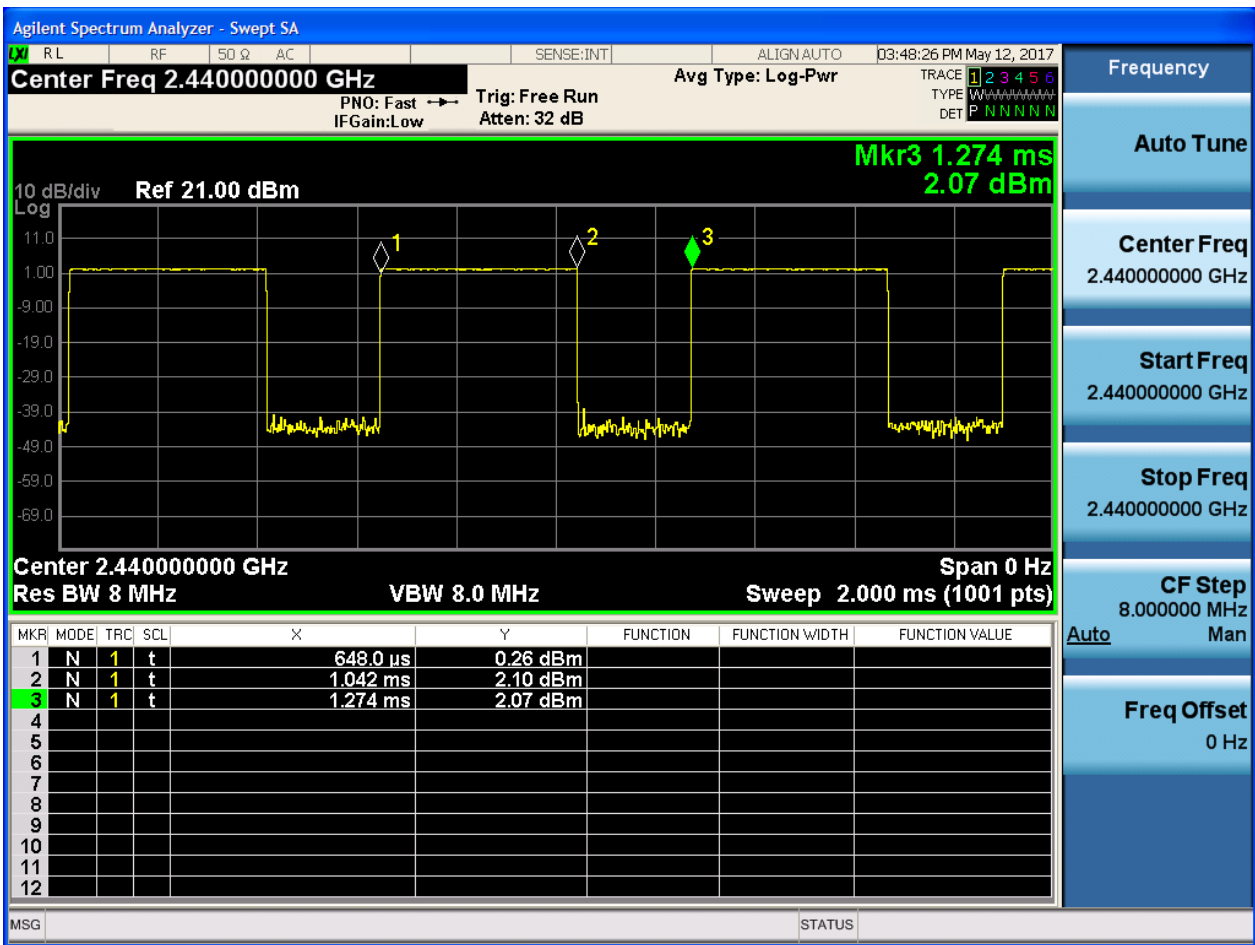 Agilent Spectrum Analyzer - Swept SA
LXI RL RF 50 Ω AC SENSE:INT ALIGN AUTO 03:48:26 PM May 12, 2017
Center Freq 2.440000000 GHz
PNO: Fast
IFGain:Low
Trig: Free Run
Atten: 32 dB
Avg Type: Log-Pwr
TRACE 1 2 3 4 5 6
TYPE
DET P N N N N N
Mkr3 1.274 ms
2.07 dBm
10 dB/div
Log
Ref 21.00 dBm
11.0
1.00
-9.00
-19.0
-29.0
-39.0
-49.0
-59.0
-69.0
1
2
3
Center 2.440000000 GHz Span 0 Hz
Res BW 8 MHz VBW 8.0 MHz Sweep 2.000 ms (1001 pts)
MKR MODE TRC SCL X Y FUNCTION FUNCTION WIDTH FUNCTION VALUE
1 N 1 t 648.0 µs 0.26 dBm
2 N 1 t 1.042 ms 2.10 dBm
3 N 1 t 1.274 ms 2.07 dBm
4
5
6
7
8
9
10
11
12
MSG STATUS
Frequency
Auto Tune
Center Freq
2.440000000 GHz
Start Freq
2.440000000 GHz
Stop Freq
2.440000000 GHz
CF Step
8.000000 MHz
Auto Man
Freq Offset
0 Hz